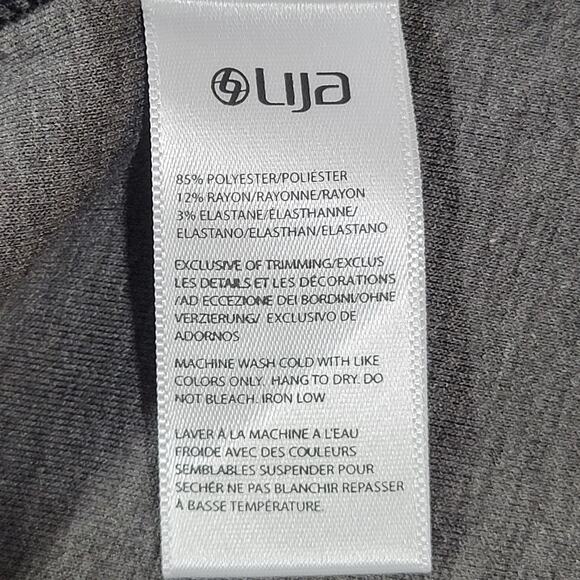 Lija
85% POLYESTER/POLIESTER
12% RAYON/RAYONNE/RAYON
3% ELASTANE/ÉLASTHANNE/
ELASTANO/ELASTHAN/ELASTANO
EXCLUSIVE OF TRIMMING/EXCLUS
LES DETAILS ET LES DÉCORATIONS
/AD ECCEZIONE DEI BORDINI/OHNE
VERZIERUNG/ EXCLUSIVO DE
ADORNOS
MACHINE WASH COLD WITH LIKE
COLORS ONLY. HANG TO DRY. DO
NOT BLEACH. IRON LOW
LAVER À LA MACHINE A L'EAU
FROIDE AVEC DES COULEURS
SEMBLABLES SUSPENDER POUR
SECHÉR NE PAS BLANCHIR REPASSER
À BASSE TEMPÉRATURE.